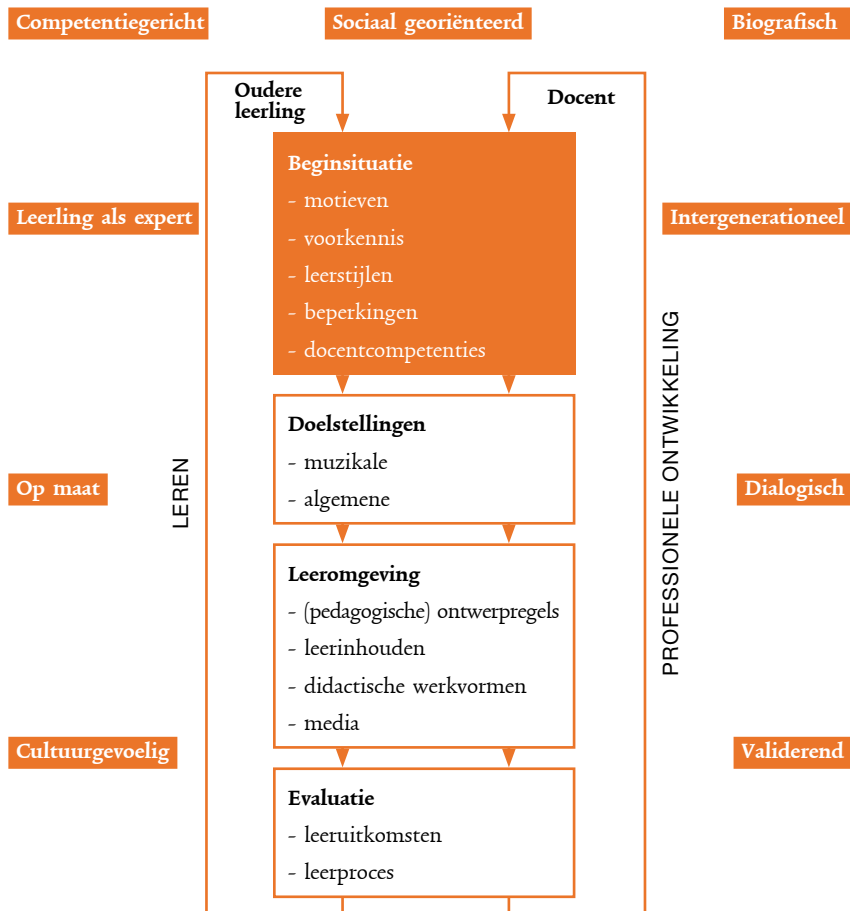 Competentiegericht
Sociaal georiënteerd
Biografisch
Oudere
leerling
Docent
Beginsituatie
- motieven
- voorkennis
- leerstijlen
- beperkingen
- docentcompetenties
Leerling als expert
Intergenerationeel
Doelstellingen
- muzikale
- algemene
Op maat
LEREN
PROFESSIONELE ONTWIKKELING
Dialogisch
Leeromgeving
- (pedagogische) ontwerpregels
- leerinhouden
- didactische werkvormen
- media
Cultuurgevoelig
Validerend
Evaluatie
- leeruitkomsten
- leerproces